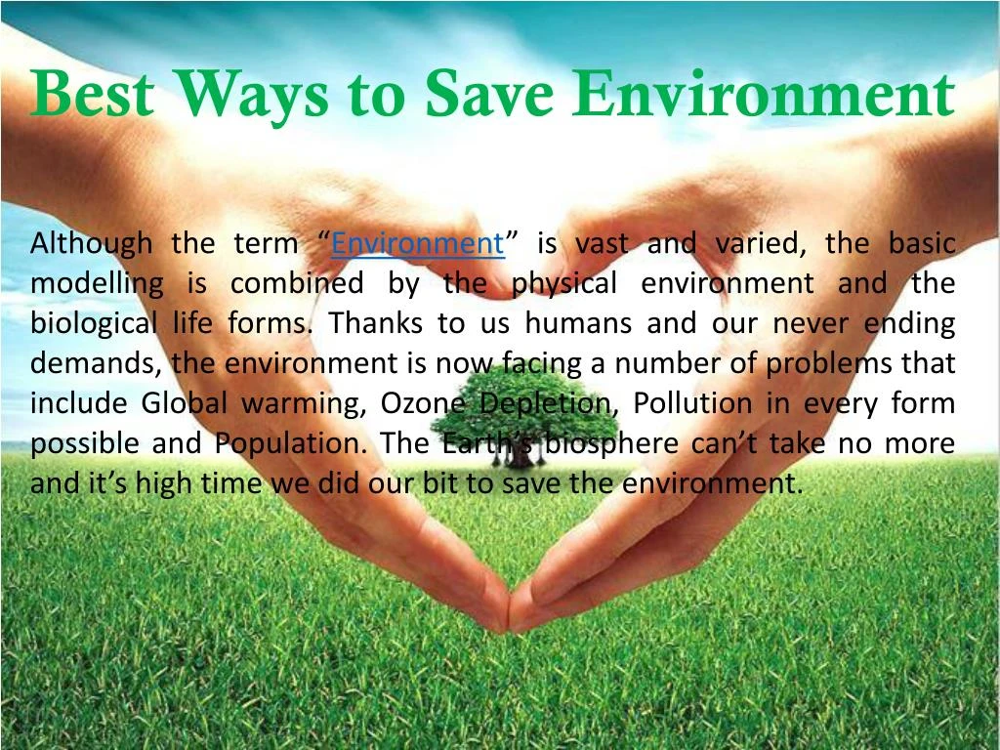 Best Ways to Save Environment
Although the term “Environment” is vast and varied, the basic
modelling is combined by the physical environment and the
biological life forms. Thanks to us humans and our never ending
demands, the environment is now facing a number of problems that
include Global warming, Ozone Depletion, Pollution in every form
possible and Population. The Earth’s biosphere can’t take no more
and it’s high time we did our bit to save the environment.